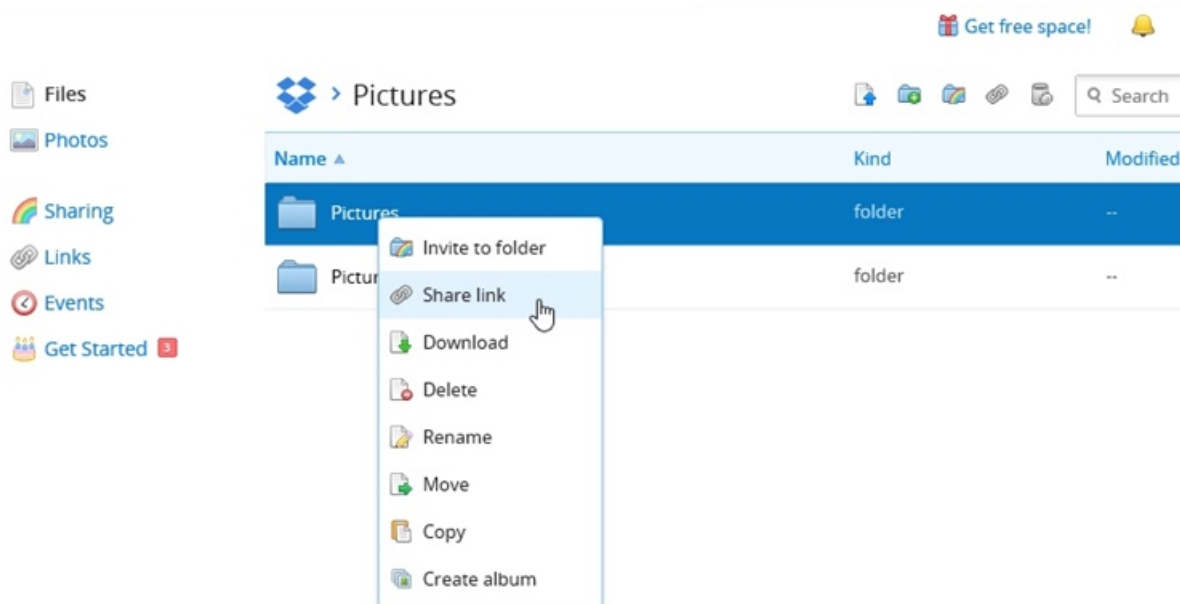 Get free space!
Files
Photos
Sharing
Links
Events
Get Started 3
> Pictures
Search
Name ▲ Kind Modified
Pictures folder --
Pictur folder --
Invite to folder
Share link
Download
Delete
Rename
Move
Copy
Create album